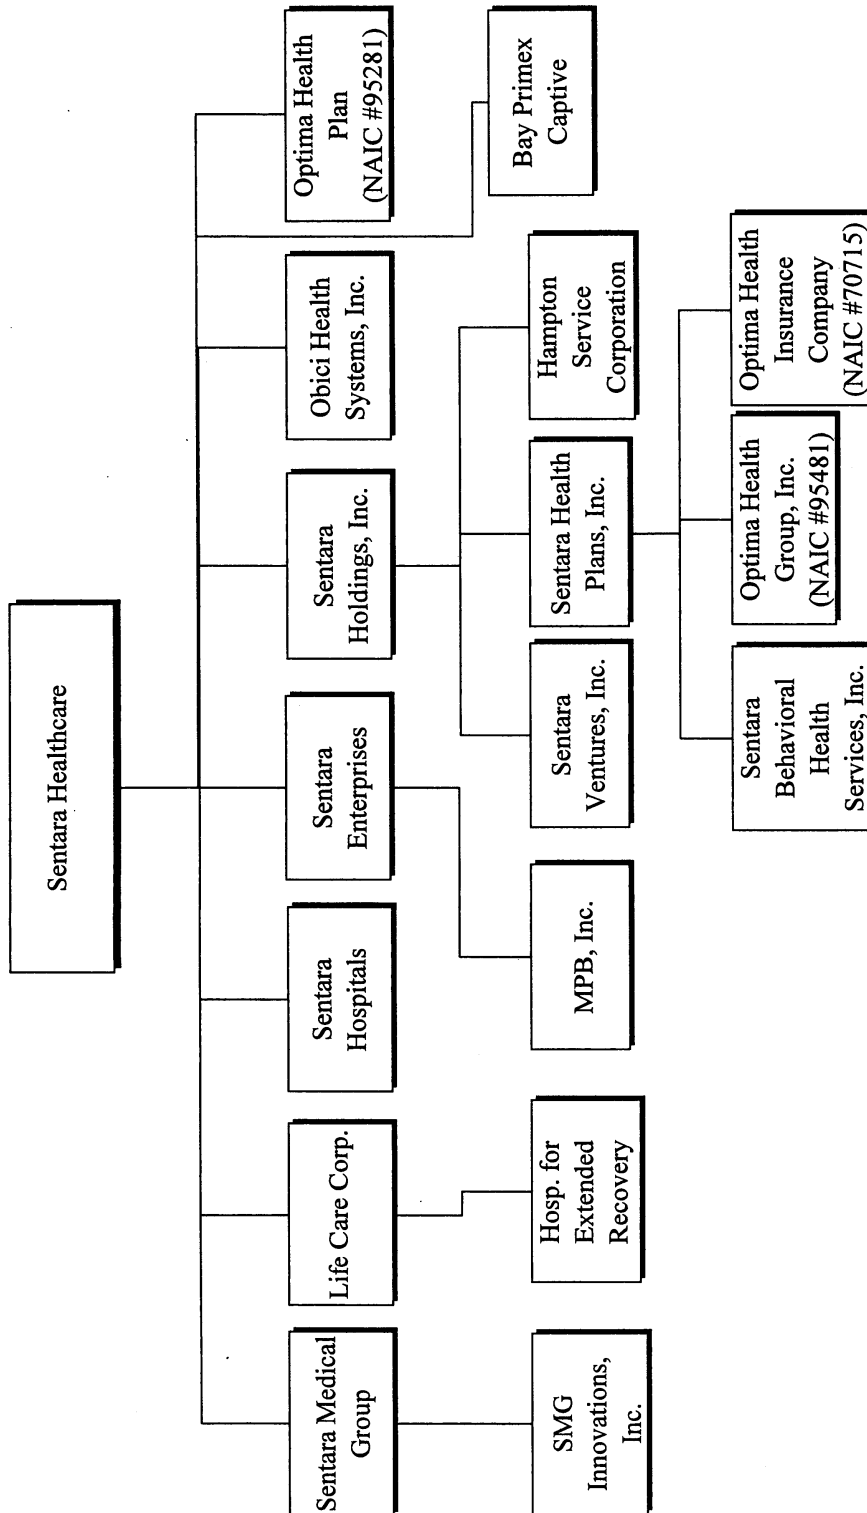 Sentara Healthcare
Sentara Medical
Group
Life Care Corp.
Sentara
Hospitals
Sentara
Enterprises
Sentara
Holdings, Inc.
Obici Health
Systems, Inc.
Optima Health
Plan
(NAIC #95281)
Bay Primex
Captive
SMG
Innovations,
Inc.
Hosp. for
Extended
Recovery
MPB, Inc.
Sentara
Ventures, Inc.
Sentara Health
Plans, Inc.
Hampton
Service
Corporation
Sentara
Behavioral
Health
Services, Inc.
Optima Health
Group, Inc.
(NAIC #95481)
Optima Health
Insurance
Company
(NAIC #70715)